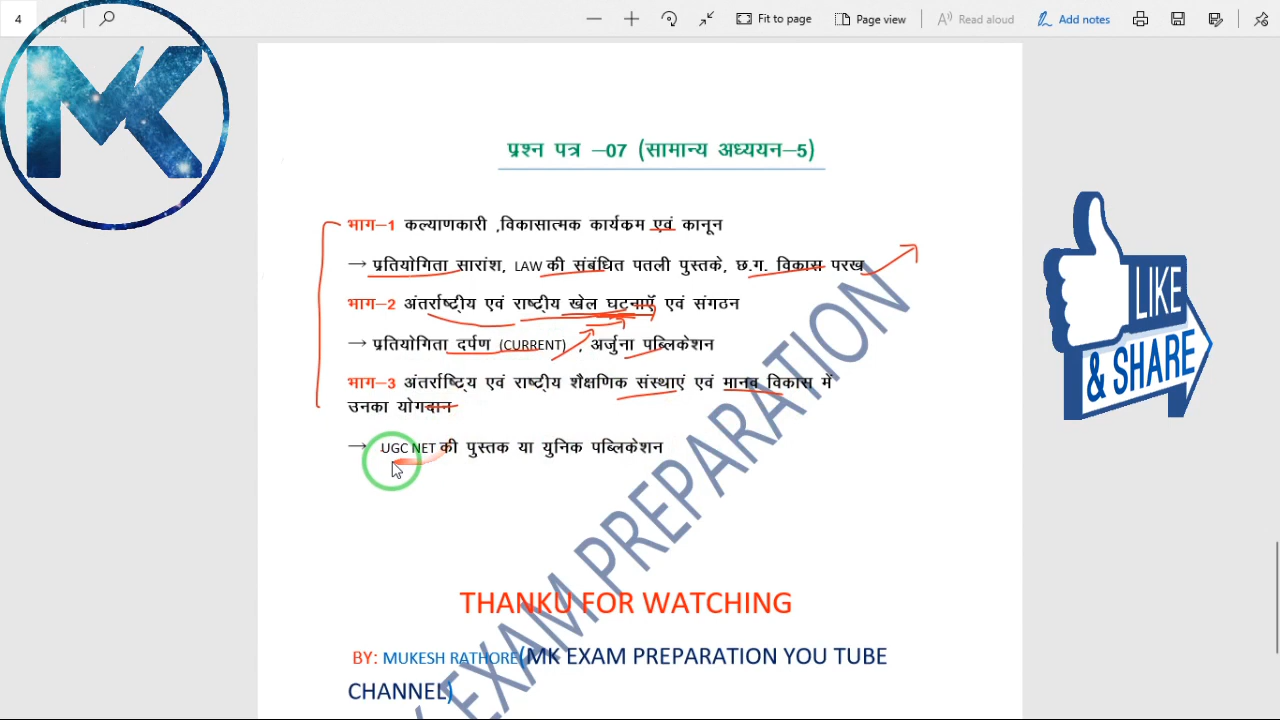 4
4
Fit to page
Page view
Read aloud
Add notes
MK
प्रश्न पत्र –07 (सामान्य अध्ययन–5)
भाग–1 कल्याणकारी ,विकासात्मक कार्यकम एवं कानून
→ प्रतियोगिता सारांश, LAW की संबंधित पतली पुस्तके, छ.ग. विकास परख
भाग–2 अंतर्राष्ट्रीय एवं राष्ट्रीय खेल घटनाएँ एवं संगठन
→ प्रतियोगिता दर्पण (CURRENT) , अर्जुना पब्लिकेशन
भाग–3 अंतर्राष्ट्रिय एवं राष्ट्रीय शैक्षणिक संस्थाएं एवं मानव विकास में
उनका योगदान
→ UGC NET की पुस्तक या युनिक पब्लिकेशन
THANKU FOR WATCHING
BY: MUKESH RATHORE(MK EXAM PREPARATION YOU TUBE
CHANNEL)
EXAM PREPARATION
LIKE
& SHARE